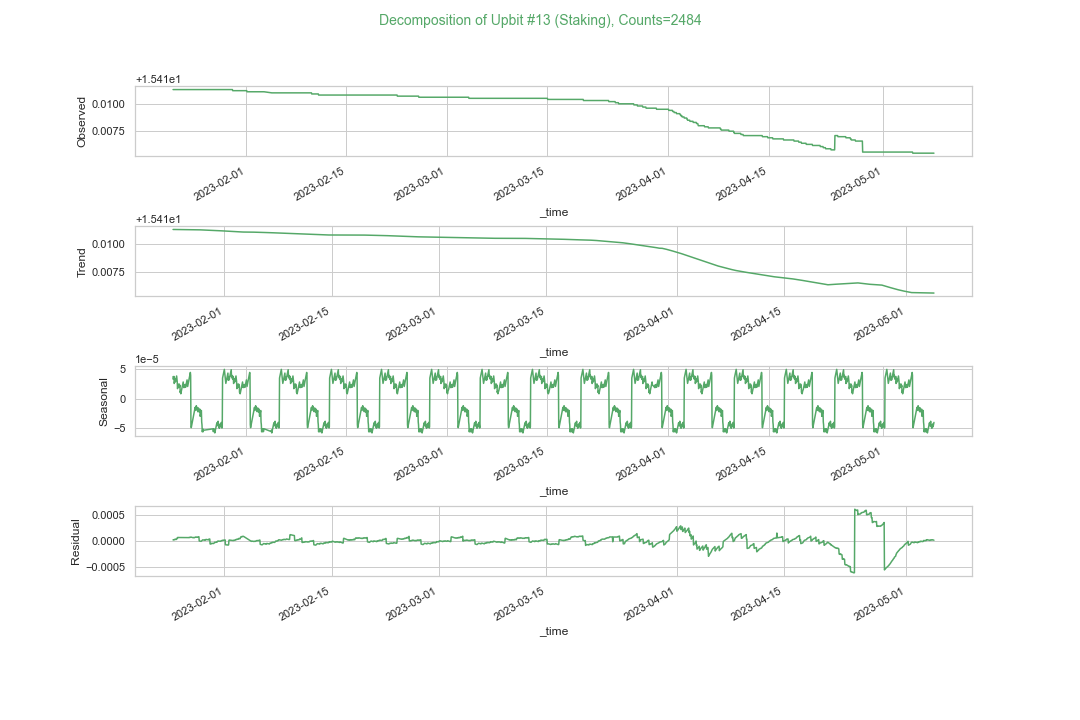 Decomposition of Upbit #13 (Staking), Counts=2484
+1.541e1
0.0100
0.0075
Observed
2023-02-01 2023-02-15 2023-03-01 2023-03-15 2023-04-01 2023-04-15 2023-05-01
_time
+1.541e1
0.0100
0.0075
Trend
2023-02-01 2023-02-15 2023-03-01 2023-03-15 2023-04-01 2023-04-15 2023-05-01
_time
1e−5
5
0
−5
Seasonal
2023-02-01 2023-02-15 2023-03-01 2023-03-15 2023-04-01 2023-04-15 2023-05-01
_time
0.0005
0.0000
−0.0005
Residual
2023-02-01 2023-02-15 2023-03-01 2023-03-15 2023-04-01 2023-04-15 2023-05-01
_time